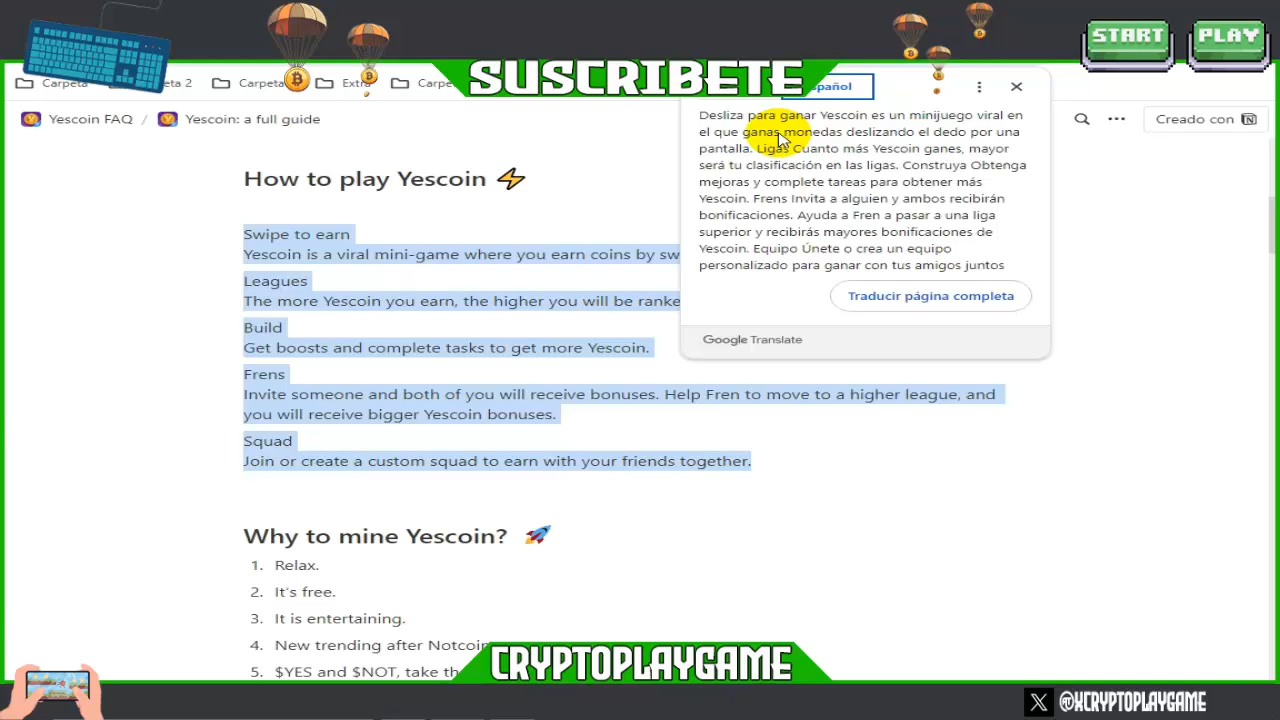 START
PLAY
SUSCRIBETE
Carpeta
eta 2
Carpeta
Extra
Carpe
español
Yescoin FAQ / Yescoin: a full guide
Creado con
Desliza para ganar Yescoin es un minijuego viral en
el que ganas monedas deslizando el dedo por una
pantalla. Ligas Cuanto más Yescoin ganes, mayor
será tu clasificación en las ligas. Construya Obtenga
mejoras y complete tareas para obtener más
Yescoin. Frens Invita a alguien y ambos recibirán
bonificaciones. Ayuda a Fren a pasar a una liga
superior y recibirás mayores bonificaciones de
Yescoin. Equipo Únete o crea un equipo
personalizado para ganar con tus amigos juntos
Traducir página completa
Google Translate
How to play Yescoin
Swipe to earn
Yescoin is a viral mini-game where you earn coins by sw
Leagues
The more Yescoin you earn, the higher you will be ranke
Build
Get boosts and complete tasks to get more Yescoin.
Frens
Invite someone and both of you will receive bonuses. Help Fren to move to a higher league, and
you will receive bigger Yescoin bonuses.
Squad
Join or create a custom squad to earn with your friends together.
Why to mine Yescoin?
1. Relax.
2. It's free.
3. It is entertaining.
4. New trending after Notcoin
5. $YES and $NOT, take th
CRYPTOPLAYGAME
@XCRYPTOPLAYGAME